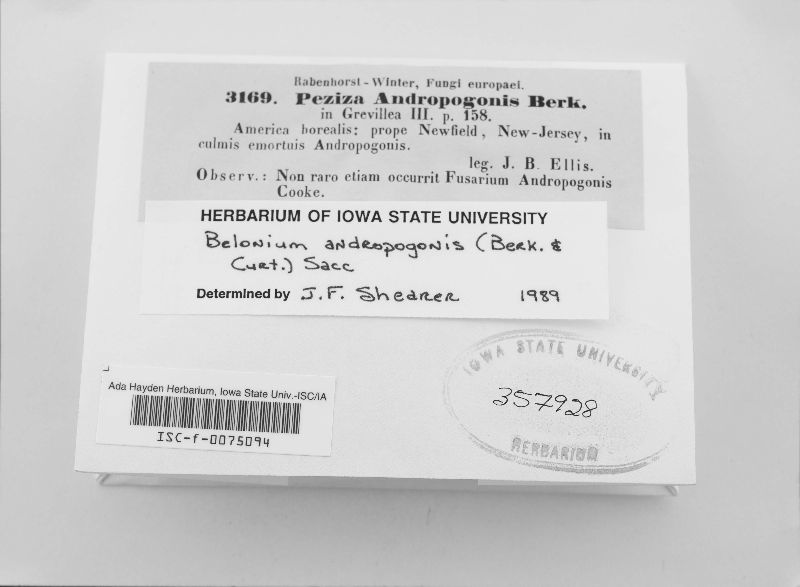 Rabenhorst-Winter, Fungi europaei.
3169. Peziza Andropogonis Berk.
in Grevillea III. p. 158.
America borealis: prope Newfield, New-Jersey, in
culmis emortuis Andropogonis.
leg. J. B. Ellis.
Observ.: Non raro etiam occurrit Fusarium Andropogonis
Cooke.
HERBARIUM OF IOWA STATE UNIVERSITY
Belonium andropogonis (Berk. &
Curt.) Sacc
Determined by J.F. Shearer 1989
IOWA STATE UNIVERSITY
357928
HERBARIUM
Ada Hayden Herbarium, Iowa State Univ.-ISC/IA
ISC-f-0075094